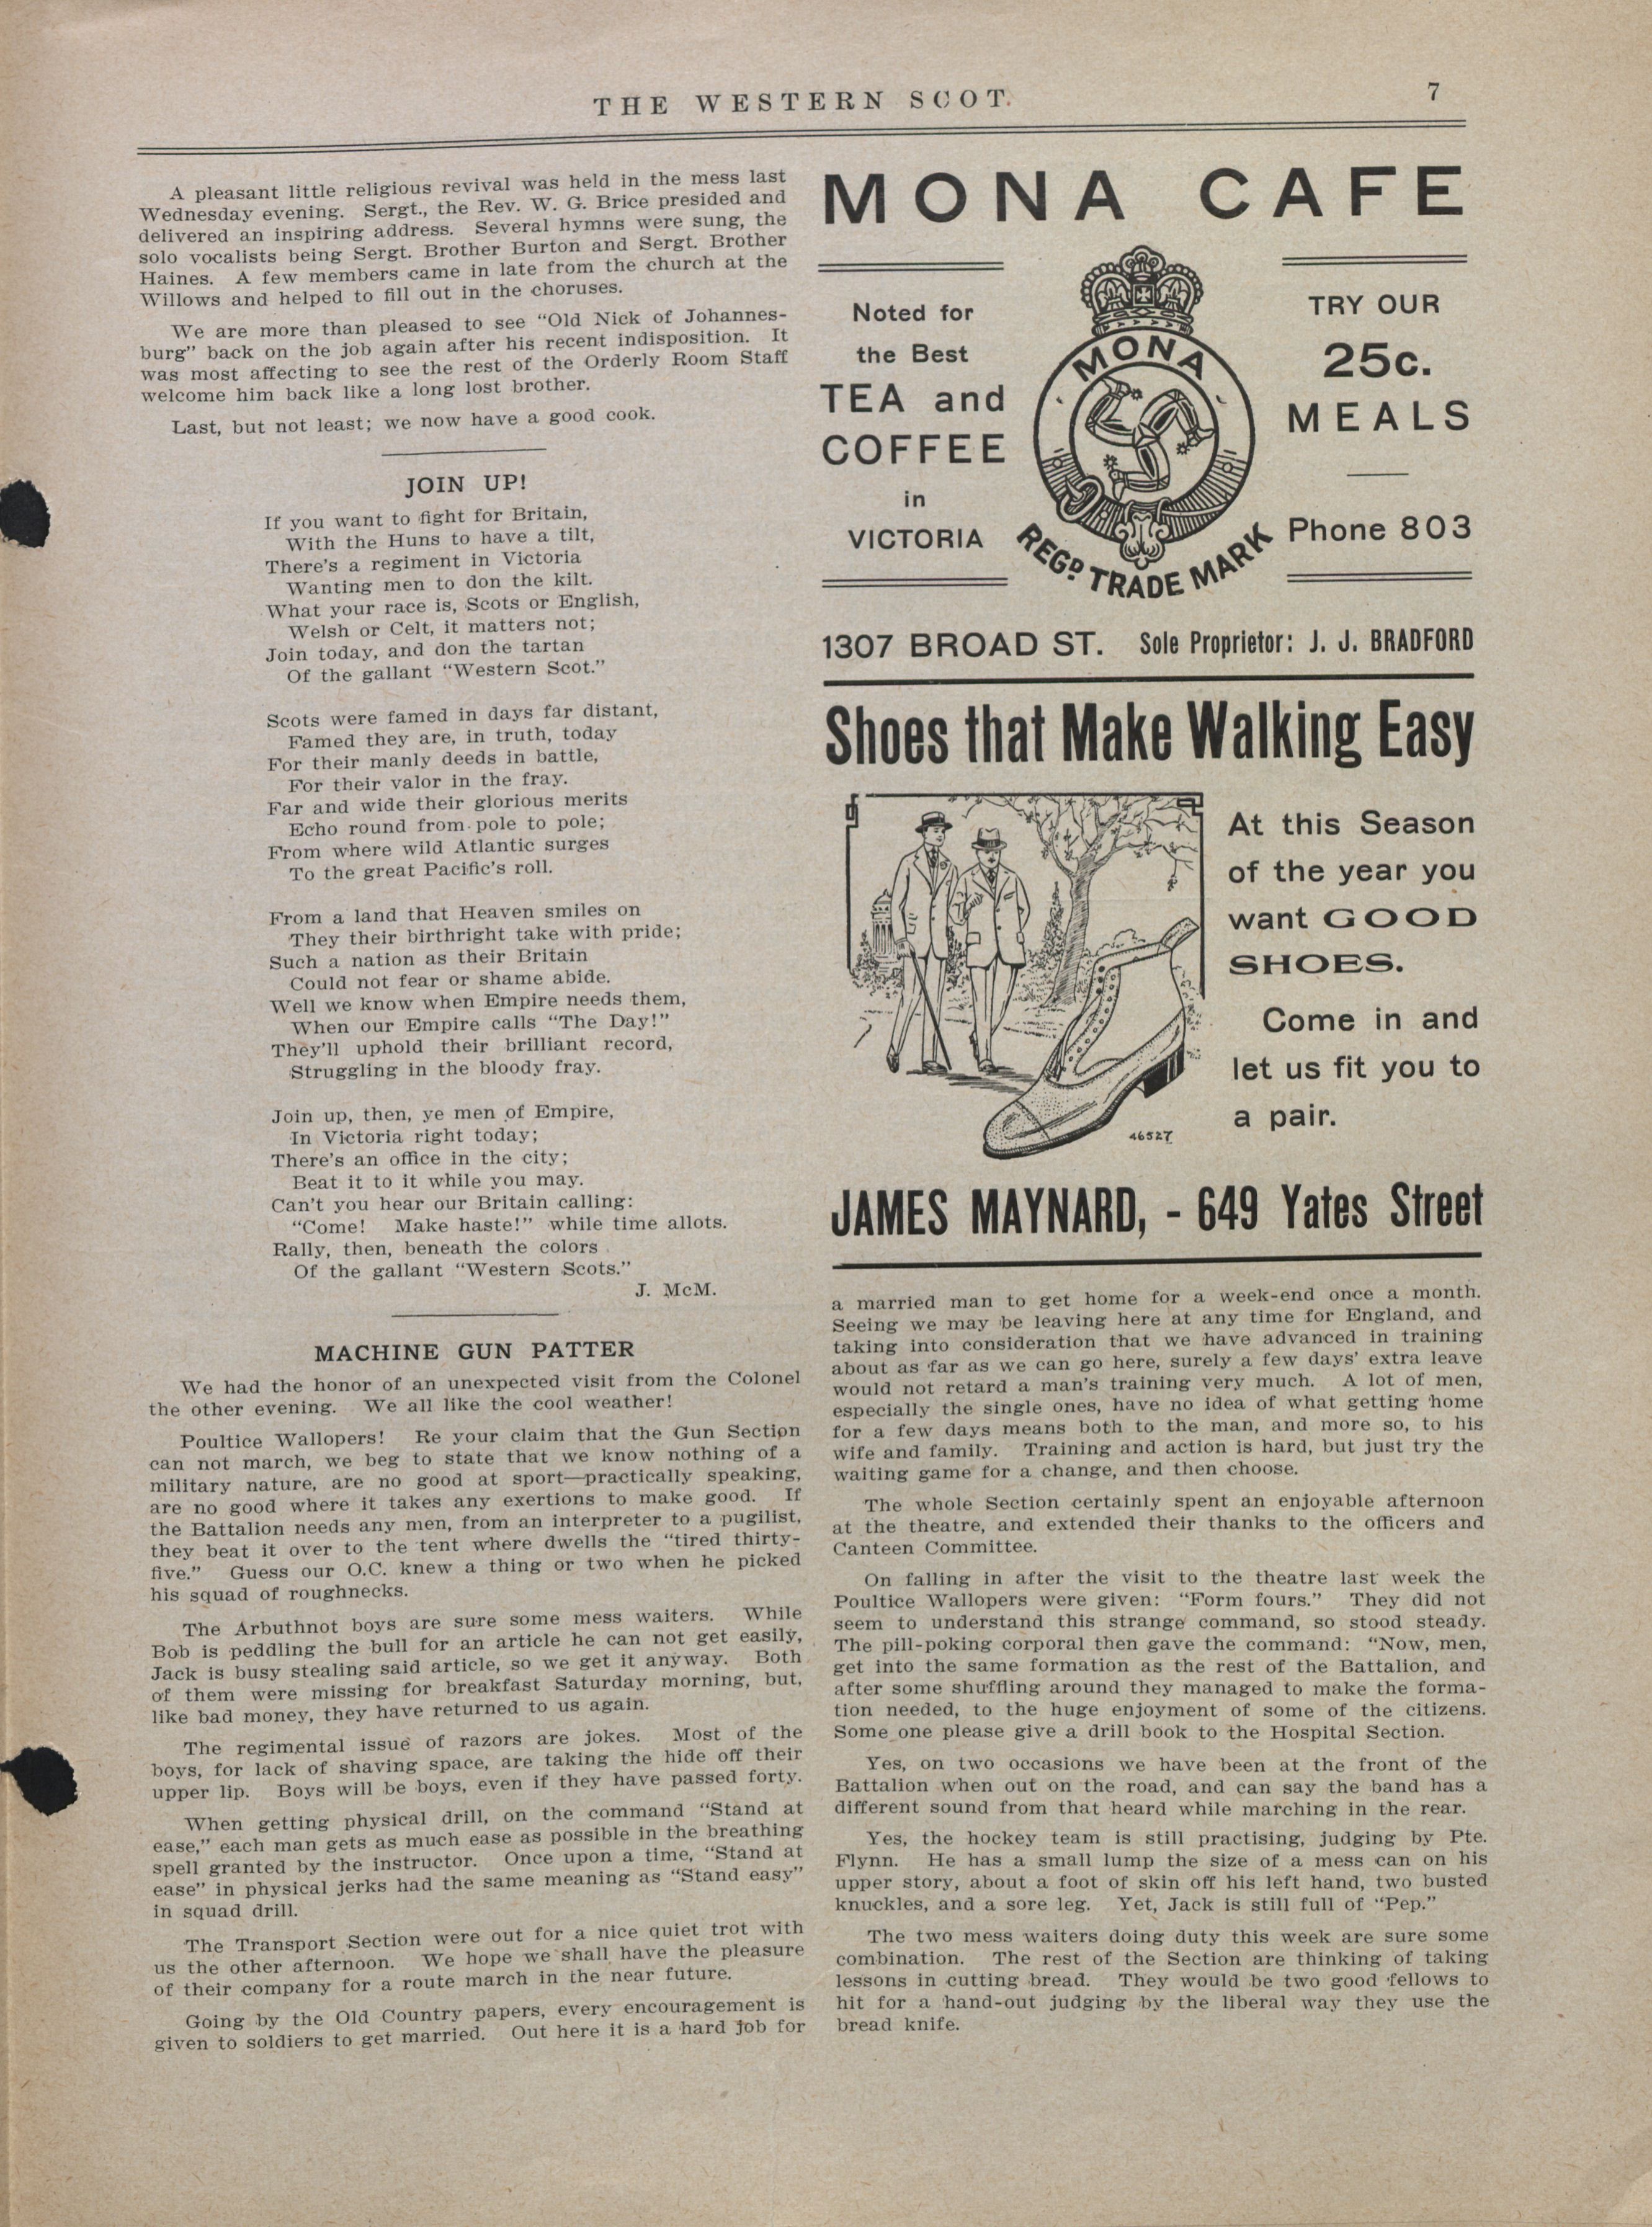 THE WESTERN SCOT.
7
A pleasant little religious revival was held in the mess last
Wednesday evening. Sergt., the Rev. W. G. Brice presided and
delivered an inspiring address. Several hymns were sung, the
solo vocalists being Sergt. Brother Burton and Sergt. Brother
Haines. A few members came in late from the church at the
Willows and helped to fill out in the choruses.
We are more than pleased to see "Old Nick of Johannes-
burg" back on the job again after his recent indisposition. It
was most affecting to see the rest of the Orderly Room Staff
welcome him back like a long lost brother.
Last, but not least; we now have a good cook.
JOIN UP!
If you want to fight for Britain,
With the Huns to have a tilt,
There's a regiment in Victoria
Wanting men to don the kilt.
What your race is, Scots or English,
Welsh or Celt, it matters not;
Join today, and don the tartan
Of the gallant "Western Scot."
Scots were famed in days far distant,
Famed they are, in truth, today
For their manly deeds in battle,
For their valor in the fray.
Far and wide their glorious merits
Echo round from pole to pole;
From where wild Atlantic surges
To the great Pacific's roll.
From a land that Heaven smiles on
They their birthright take with pride;
Such a nation as their Britain
Could not fear or shame abide.
Well we know when Empire needs them,
When our Empire calls "The Day!"
They'll uphold their brilliant record,
Struggling in the bloody fray.
Join up, then, ye men of Empire,
In Victoria right today;
There's an office in the city;
Beat it to it while you may.
Can't you hear our Britain calling:
"Come! Make haste!" while time allots.
Rally, then, beneath the colors
Of the gallant "Western Scots."
J. McM.
MACHINE GUN PATTER
We had the honor of an unexpected visit from the Colonel
the other evening. We all like the cool weather!
Poultice Wallopers! Re your claim that the Gun Section
can not march, we beg to state that we know nothing of a
military nature, are no good at sport—practically speaking,
are no good where it takes any exertions to make good. If
the Battalion needs any men, from an interpreter to a pugilist,
they beat it over to the tent where dwells the "tired thirty-
five." Guess our O.C. knew a thing or two when he picked
his squad of roughnecks.
The Arbuthnot boys are sure some mess waiters. While
Bob is peddling the bull for an article he can not get easily,
Jack is busy stealing said article, so we get it anyway. Both
of them were missing for breakfast Saturday morning, but,
like bad money, they have returned to us again.
The regimental issue of razors are jokes. Most of the
boys, for lack of shaving space, are taking the hide off their
upper lip. Boys will be boys, even if they have passed forty.
When getting physical drill, on the command "Stand at
ease," each man gets as much ease as possible in the breathing
spell granted by the instructor. Once upon a time, "Stand at
ease" in physical jerks had the same meaning as "Stand easy"
in squad drill.
The Transport Section were out for a nice quiet trot with
us the other afternoon. We hope we shall have the pleasure
of their company for a route march in the near future.
Going by the Old Country papers, every encouragement is
given to soldiers to get married. Out here it is a hard job for
MONA CAFE
Noted for
the Best
TEA and
COFFEE
in
VICTORIA
MONA
REGD TRADE MARK
TRY OUR
25c.
MEALS
Phone 803
1307 BROAD ST. Sole Proprietor: J. J. BRADFORD
Shoes that Make Walking Easy
At this Season
of the year you
want GOOD
SHOES.
Come in and
let us fit you to
a pair.
46527
JAMES MAYNARD, - 649 Yates Street
a married man to get home for a week-end once a month.
Seeing we may be leaving here at any time for England, and
taking into consideration that we have advanced in training
about as far as we can go here, surely a few days' extra leave
would not retard a man's training very much. A lot of men,
especially the single ones, have no idea of what getting home
for a few days means both to the man, and more so, to his
wife and family. Training and action is hard, but just try the
waiting game for a change, and then choose.
The whole Section certainly spent an enjoyable afternoon
at the theatre, and extended their thanks to the officers and
Canteen Committee.
On falling in after the visit to the theatre last week the
Poultice Wallopers were given: "Form fours." They did not
seem to understand this strange command, so stood steady.
The pill-poking corporal then gave the command: "Now, men,
get into the same formation as the rest of the Battalion, and
after some shuffling around they managed to make the forma-
tion needed, to the huge enjoyment of some of the citizens.
Some one please give a drill book to the Hospital Section.
Yes, on two occasions we have been at the front of the
Battalion when out on the road, and can say the band has a
different sound from that heard while marching in the rear.
Yes, the hockey team is still practising, judging by Pte.
Flynn. He has a small lump the size of a mess can on his
upper story, about a foot of skin off his left hand, two busted
knuckles, and a sore leg. Yet, Jack is still full of "Pep."
The two mess waiters doing duty this week are sure some
combination. The rest of the Section are thinking of taking
lessons in cutting bread. They would be two good fellows to
hit for a hand-out judging by the liberal way they use the
bread knife.